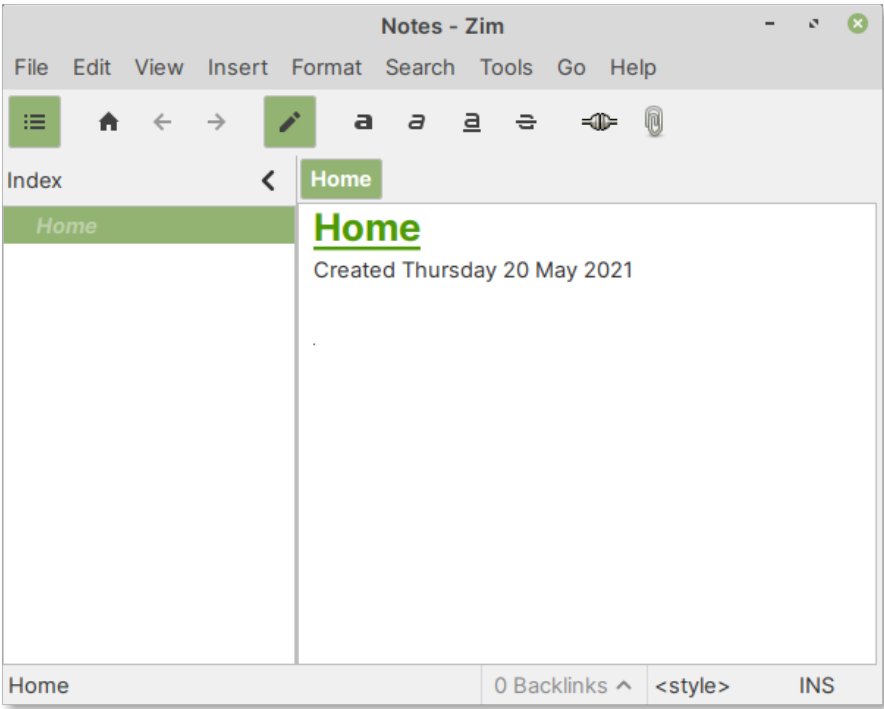 Notes - Zim
File Edit View Insert Format Search Tools Go Help
a a a a
Index
Home
Home
Home
Created Thursday 20 May 2021
.
Home
0 Backlinks
<style>
INS